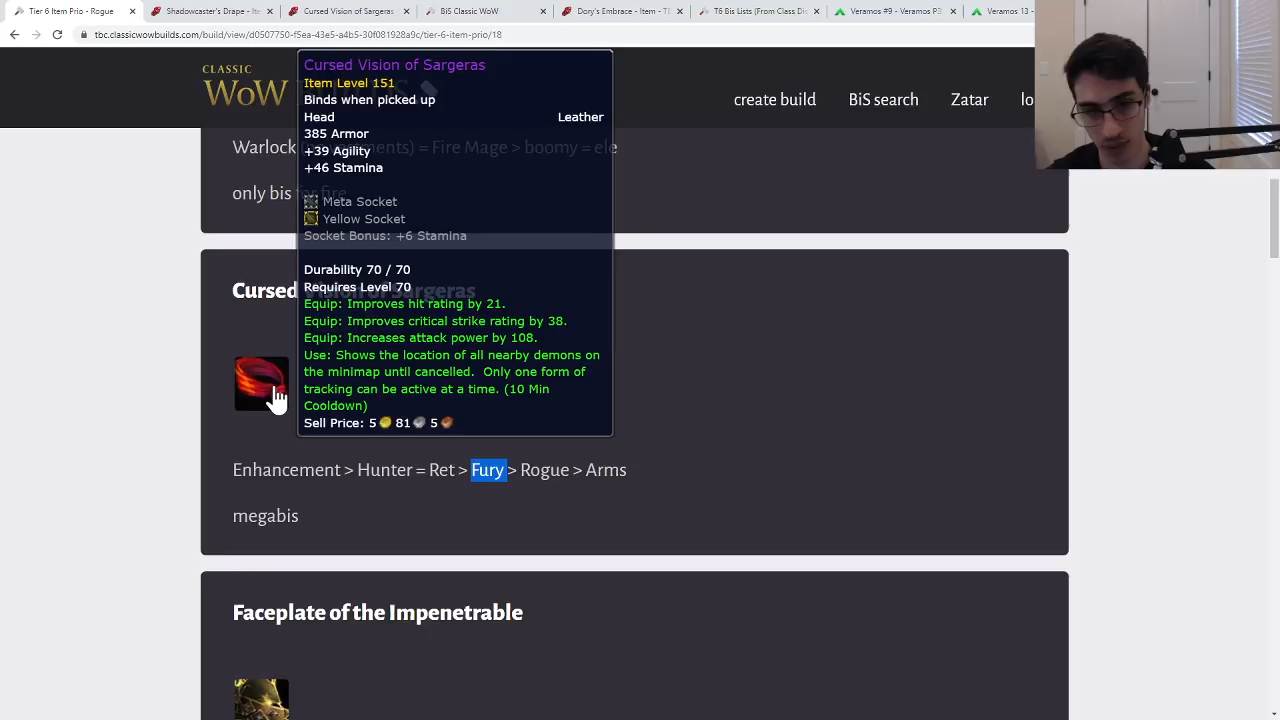 Tier 6 Item Prio - Rogue
Shadowcaster's Drape - It
Cursed Vision of Sargeras
BiS Classic WoW
Dory's Embrace - Item - TB
T6 Bis Lists (From Class Dis
Veramos #9 - Veramos P3
Veramos 13 -
tbc.classicwowbuilds.com/build/view/d0507750-f5ea-43e5-a4b5-30f081928a9c/tier-6-item-prio/18
CLASSIC
WoW
create build
BiS search
Zatar
lo
Cursed Vision of Sargeras
Item Level 151
Binds when picked up
Head Leather
385 Armor
+39 Agility
+46 Stamina
Meta Socket
Yellow Socket
Socket Bonus: +6 Stamina
Durability 70 / 70
Requires Level 70
Equip: Improves hit rating by 21.
Equip: Improves critical strike rating by 38.
Equip: Increases attack power by 108.
Use: Shows the location of all nearby demons on
the minimap until cancelled. Only one form of
tracking can be active at a time. (10 Min
Cooldown)
Sell Price: 5 81 5
Warlock = Fire Mage > boomy = ele
only bis for fire
Cursed Vision of Sargeras
Enhancement > Hunter = Ret > Fury > Rogue > Arms
megabis
Faceplate of the Impenetrable